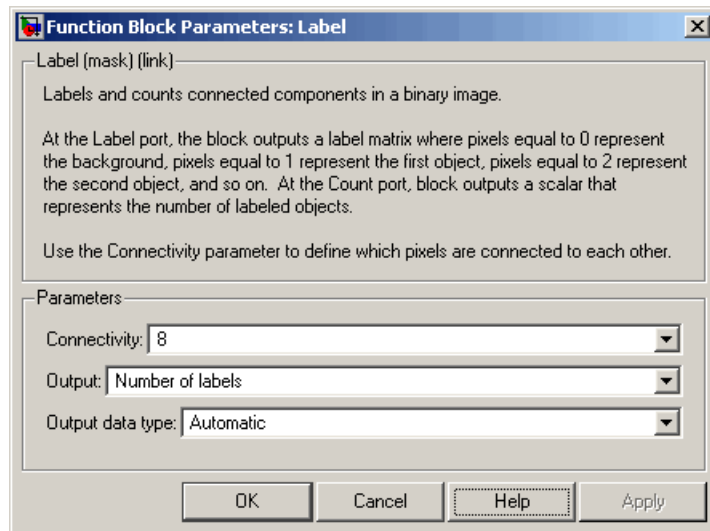 Function Block Parameters: Label
Label (mask) (link)
Labels and counts connected components in a binary image.
At the Label port, the block outputs a label matrix where pixels equal to 0 represent
the background, pixels equal to 1 represent the first object, pixels equal to 2 represent
the second object, and so on. At the Count port, block outputs a scalar that
represents the number of labeled objects.
Use the Connectivity parameter to define which pixels are connected to each other.
Parameters
Connectivity: 8
Output: Number of labels
Output data type: Automatic
OK Cancel Help Apply